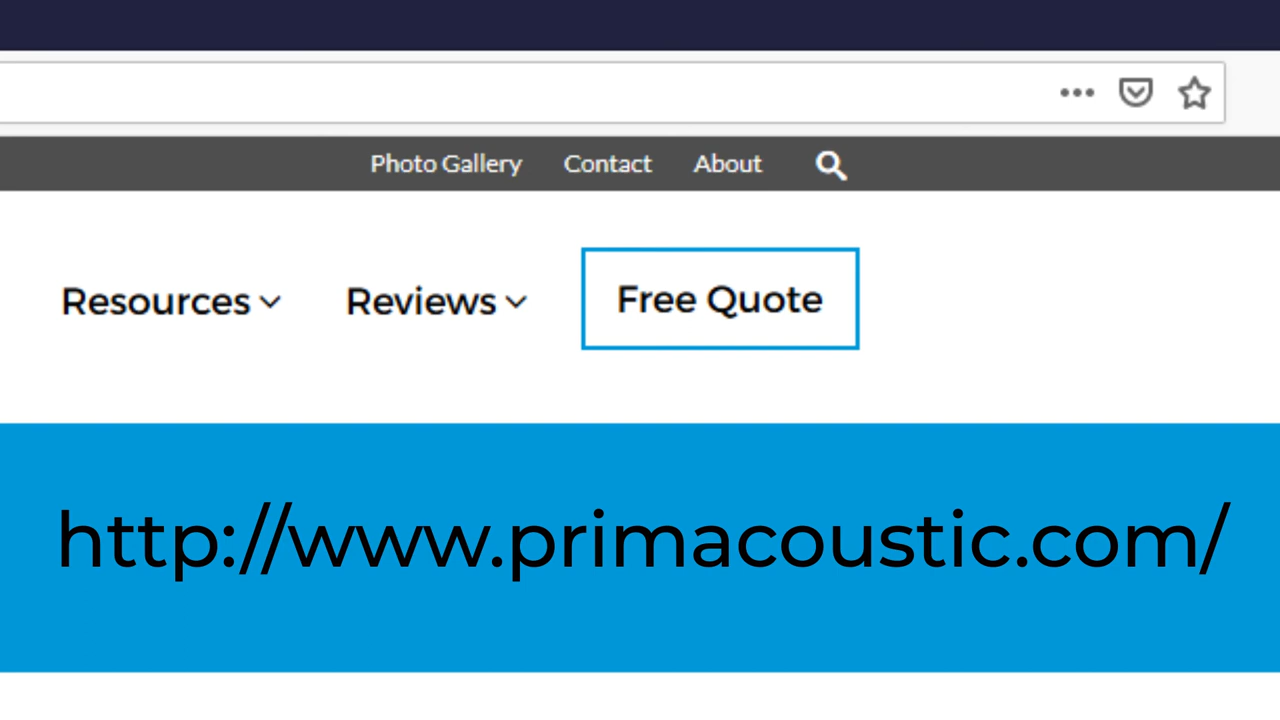 Photo Gallery Contact About
Resources Reviews Free Quote
http://www.primacoustic.com/